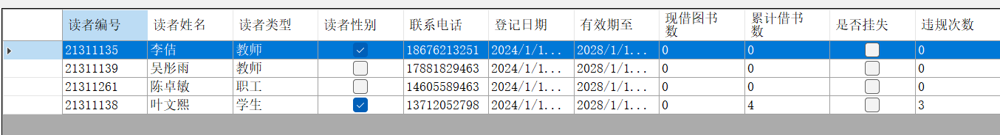 读者编号 读者姓名 读者类型 读者性别 联系电话 登记日期 有效期至 现借图书数 累计借书数 是否挂失 违规次数
21311135 李佶 教师 18676213251 2024/1/1... 2028/1/1... 0 0 0
21311139 吴彤雨 教师 17881829463 2024/1/1... 2028/1/1... 0 0 0
21311261 陈卓敏 职工 14605589463 2024/1/1... 2028/1/1... 0 0 0
21311138 叶文熙 学生 13712052798 2024/1/1... 2028/1/1... 0 4 3